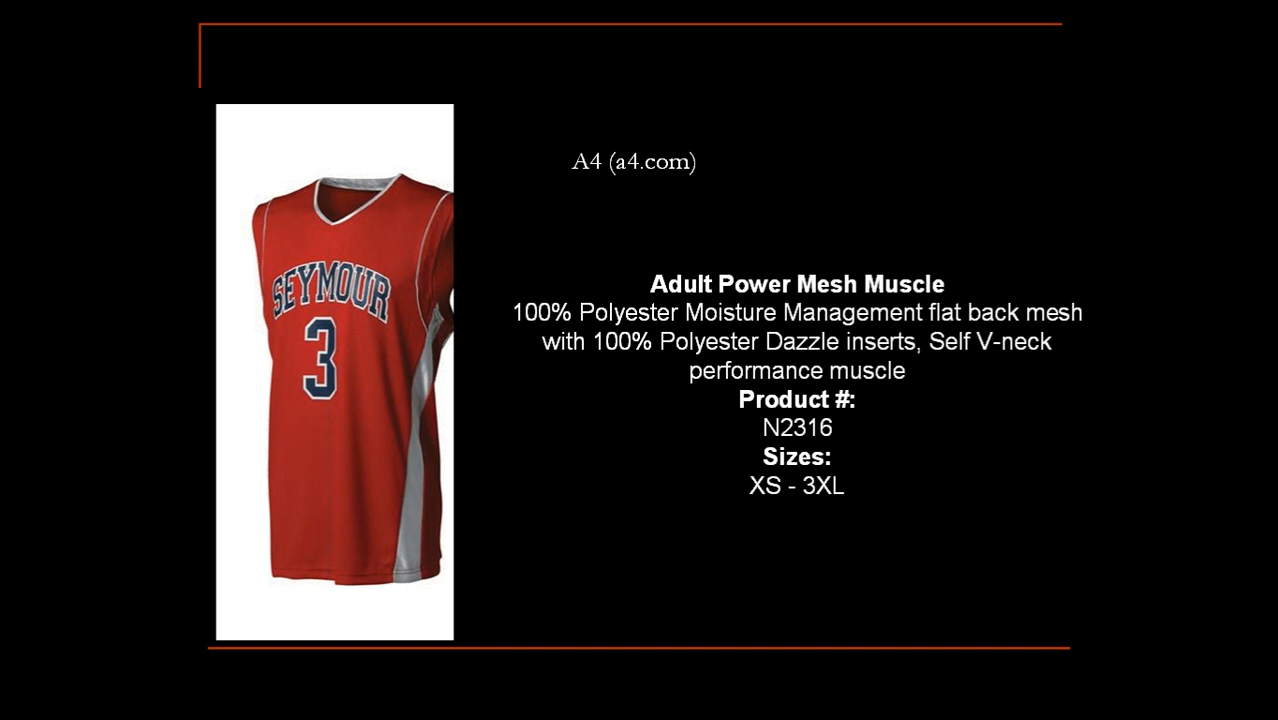 A4 (a4.com)
SEYMOUR
3
Adult Power Mesh Muscle
100% Polyester Moisture Management flat back mesh
with 100% Polyester Dazzle inserts, Self V-neck
performance muscle
Product #:
N2316
Sizes:
XS - 3XL